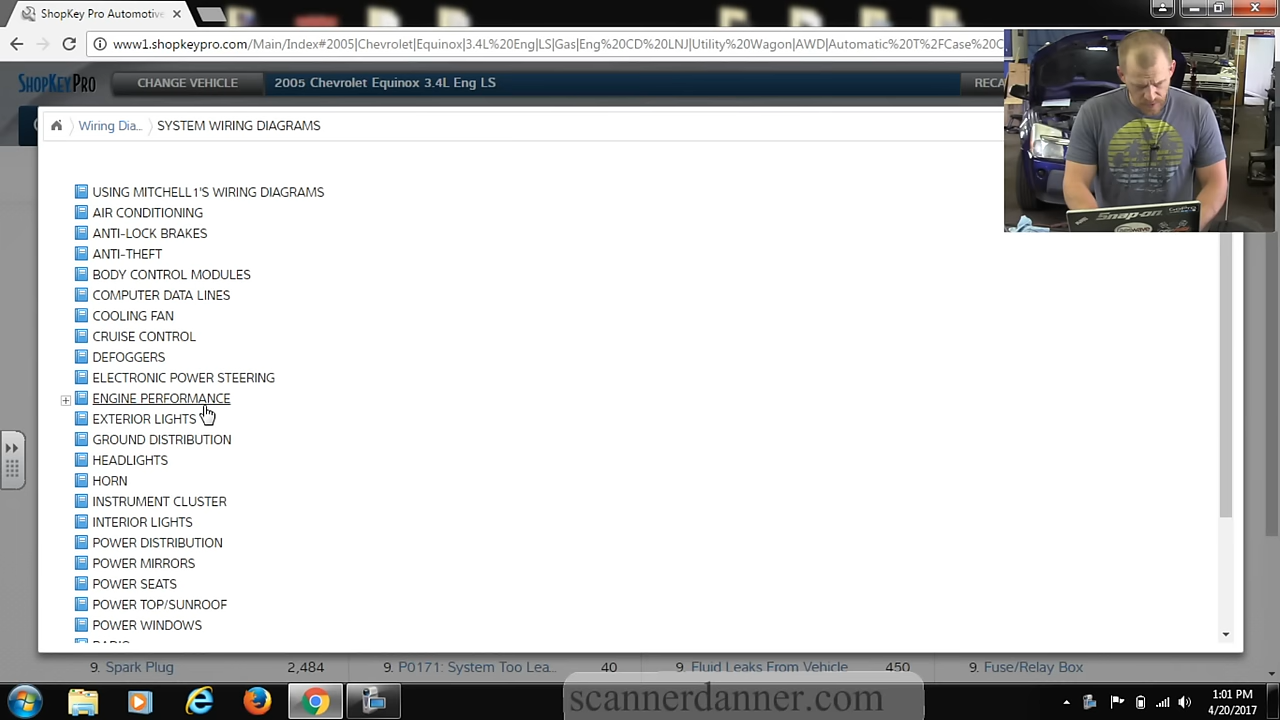 ShopKey Pro Automotive
www1.shopkeypro.com/Main/Index#2005|Chevrolet|Equinox|3.4L%20Eng|LS|Gas|Eng%20CD%20LNJ|Utility%20Wagon|AWD|Automatic%20T%2FCase%20C
SHOPKEYPRO CHANGE VEHICLE 2005 Chevrolet Equinox 3.4L Eng LS RECA
Wiring Dia... SYSTEM WIRING DIAGRAMS
USING MITCHELL1'S WIRING DIAGRAMS
AIR CONDITIONING
ANTI-LOCK BRAKES
ANTI-THEFT
BODY CONTROL MODULES
COMPUTER DATA LINES
COOLING FAN
CRUISE CONTROL
DEFOGGERS
ELECTRONIC POWER STEERING
ENGINE PERFORMANCE
EXTERIOR LIGHTS
GROUND DISTRIBUTION
HEADLIGHTS
HORN
INSTRUMENT CLUSTER
INTERIOR LIGHTS
POWER DISTRIBUTION
POWER MIRRORS
POWER SEATS
POWER TOP/SUNROOF
POWER WINDOWS
RADIO
9. Spark Plug 2,484 9. P0171: System Too Lea... 40 9. Fluid Leaks From Vehicle 450 9. Fuse/Relay Box
Snap-on
GoPro
scannerdanner.com
1:01 PM
4/20/2017